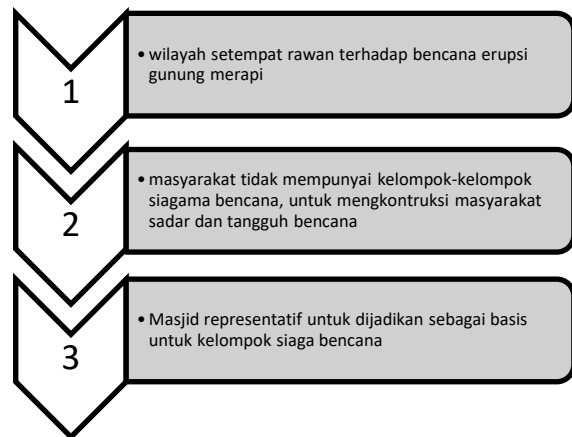 1
• wilayah setempat rawan terhadap bencana erupsi
gunung merapi
2
• masyarakat tidak mempunyai kelompok-kelompok
siagama bencana, untuk mengkontruksi masyarakat
sadar dan tangguh bencana
3
• Masjid representatif untuk dijadikan sebagai basis
untuk kelompok siaga bencana